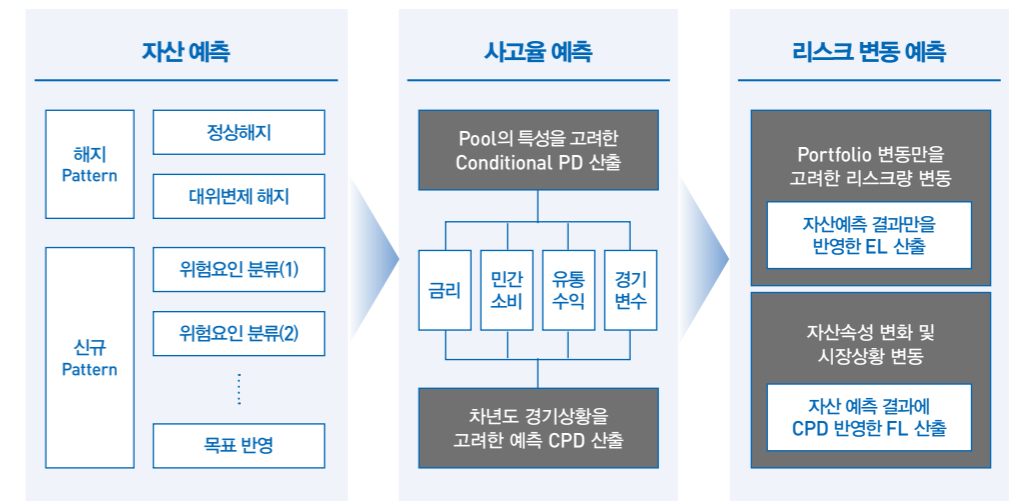 자산 예측
해지
Pattern
정상해지
대위변제 해지
신규
Pattern
위험요인 분류(1)
위험요인 분류(2)
목표 반영
사고율 예측
Pool의 특성을 고려한
Conditional PD 산출
금리
민간
소비
유통
수익
경기
변수
차년도 경기상황을
고려한 예측 CPD 산출
리스크 변동 예측
Portfolio 변동만을
고려한 리스크량 변동
자산예측 결과만을
반영한 EL 산출
자산속성 변화 및
시장상황 변동
자산 예측 결과에
CPD 반영한 FL 산출